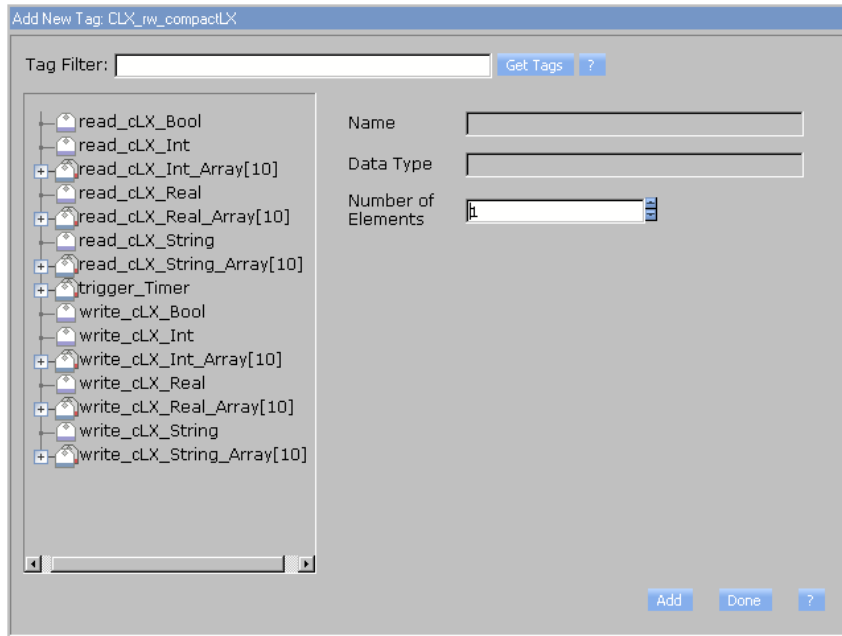 Add New Tag: CLX_rw_compactLX
Tag Filter:
Get Tags ?
read_cLX_Bool
read_cLX_Int
read_cLX_Int_Array[10]
read_cLX_Real
read_cLX_Real_Array[10]
read_cLX_String
read_cLX_String_Array[10]
trigger_Timer
write_cLX_Bool
write_cLX_Int
write_cLX_Int_Array[10]
write_cLX_Real
write_cLX_Real_Array[10]
write_cLX_String
write_cLX_String_Array[10]
Name
Data Type
Number of
Elements
1
Add Done ?